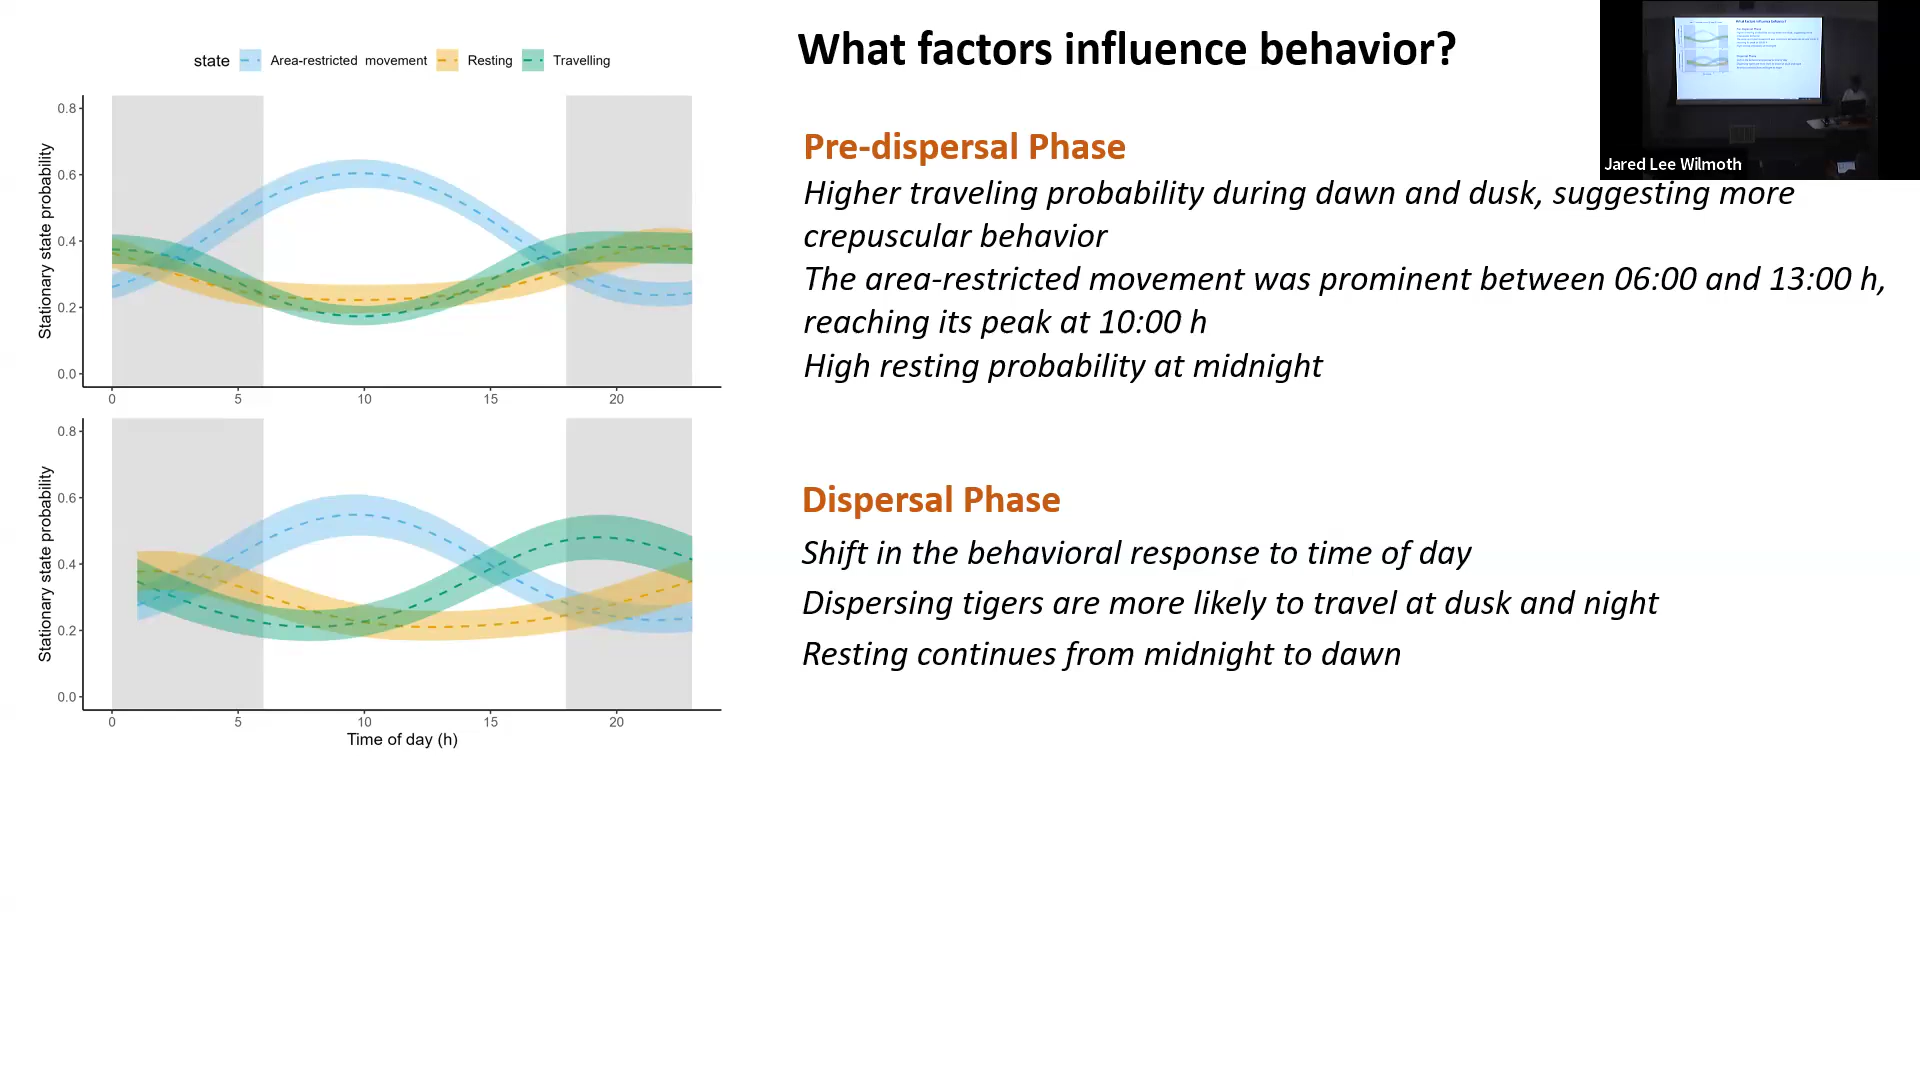 What factors influence behavior?
state Area-restricted movement Resting Travelling
Stationary state probability
0.8
0.6
0.4
0.2
0.0
0 5 10 15 20
Stationary state probability
0.8
0.6
0.4
0.2
0.0
0 5 10 15 20
Time of day (h)
Pre-dispersal Phase
Higher traveling probability during dawn and dusk, suggesting more
crepuscular behavior
The area-restricted movement was prominent between 06:00 and 13:00 h,
reaching its peak at 10:00 h
High resting probability at midnight
Dispersal Phase
Shift in the behavioral response to time of day
Dispersing tigers are more likely to travel at dusk and night
Resting continues from midnight to dawn
Jared Lee Wilmoth